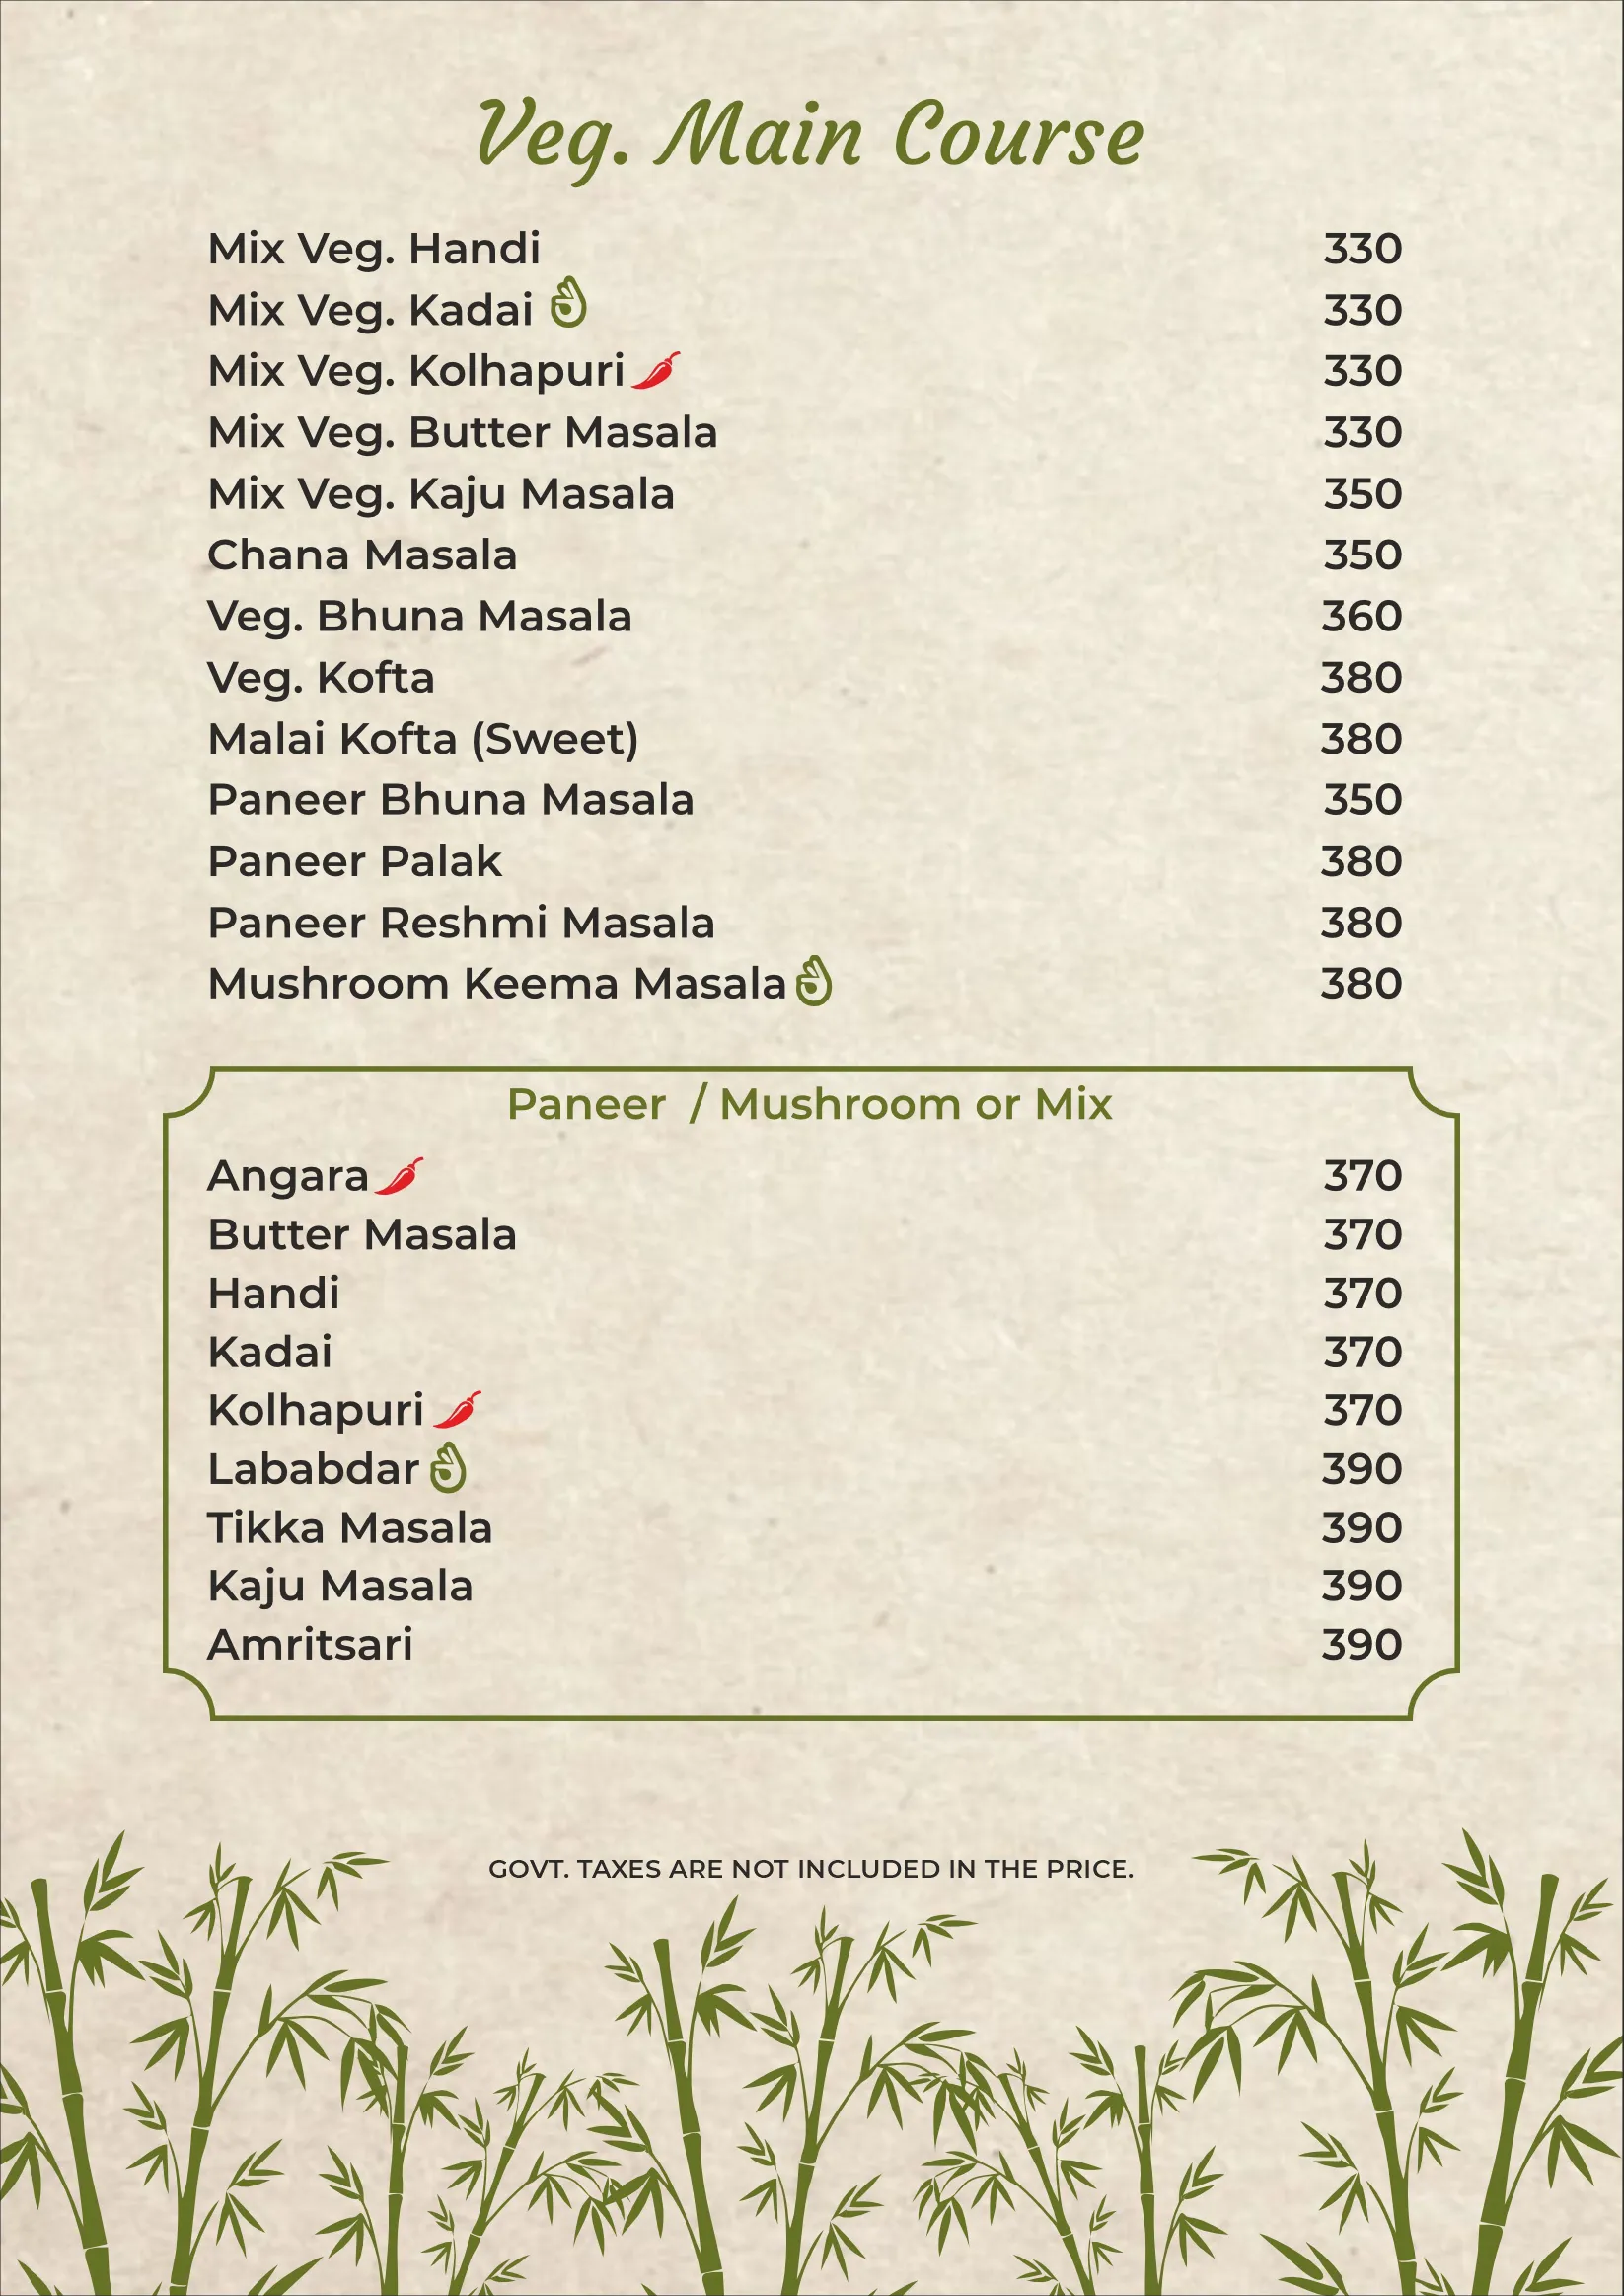 Veg. Main Course
Mix Veg. Handi 330
Mix Veg. Kadai 330
Mix Veg. Kolhapuri 330
Mix Veg. Butter Masala 330
Mix Veg. Kaju Masala 350
Chana Masala 350
Veg. Bhuna Masala 360
Veg. Kofta 380
Malai Kofta (Sweet) 380
Paneer Bhuna Masala 350
Paneer Palak 380
Paneer Reshmi Masala 380
Mushroom Keema Masala 380
Paneer / Mushroom or Mix
Angara 370
Butter Masala 370
Handi 370
Kadai 370
Kolhapuri 370
Lababdar 390
Tikka Masala 390
Kaju Masala 390
Amritsari 390
GOVT. TAXES ARE NOT INCLUDED IN THE PRICE.